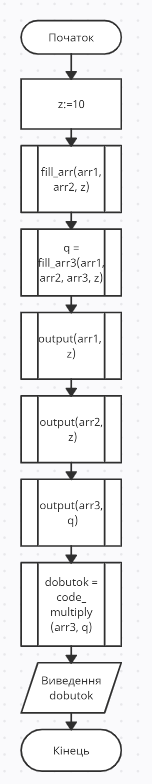 Початок
z:=10
fill_arr(arr1,
arr2, z)
q =
fill_arr3(arr1,
arr2, arr3, z)
output(arr1,
z)
output(arr2,
z)
output(arr3,
q)
dobutok =
code_
multiply
(arr3, q)
Виведення
dobutok
Кінець